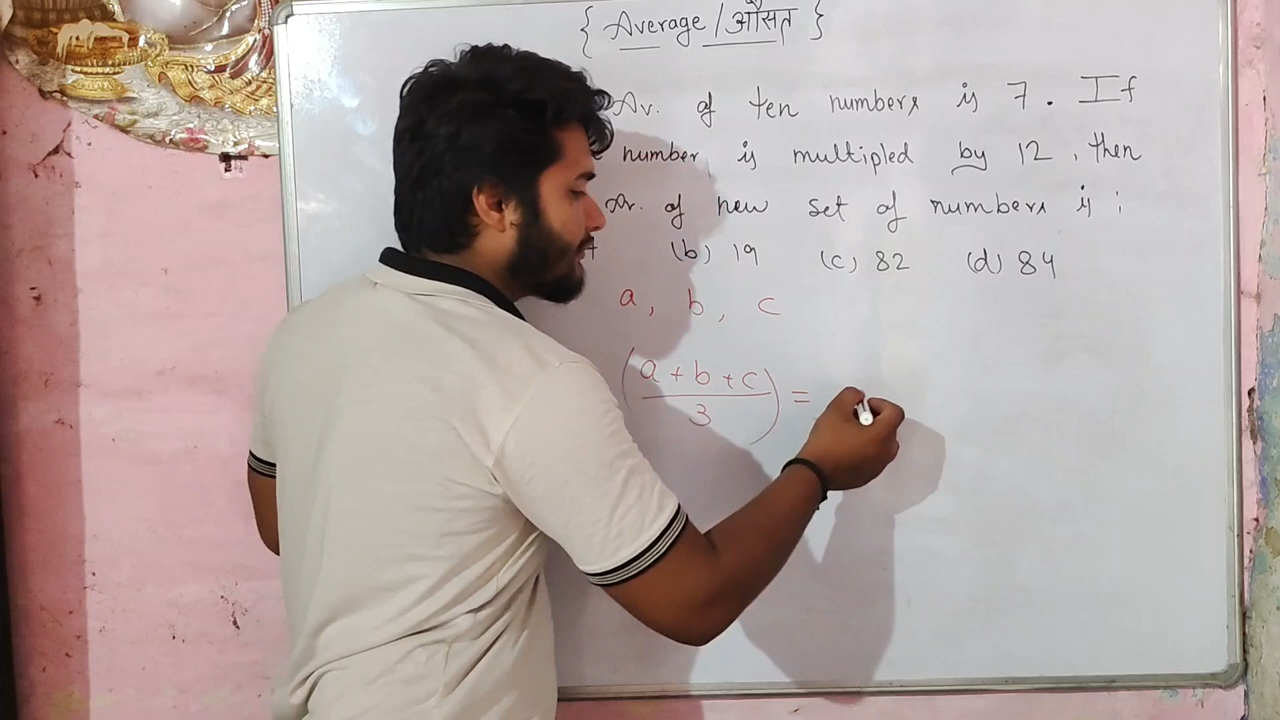 { Average / औसत }
Av. of ten numbers is 7. If
number is multipled by 12, then
Av. of new set of numbers is :
(b) 19 (c) 82 (d) 84
a, b, c
(a + b + c / 3) =